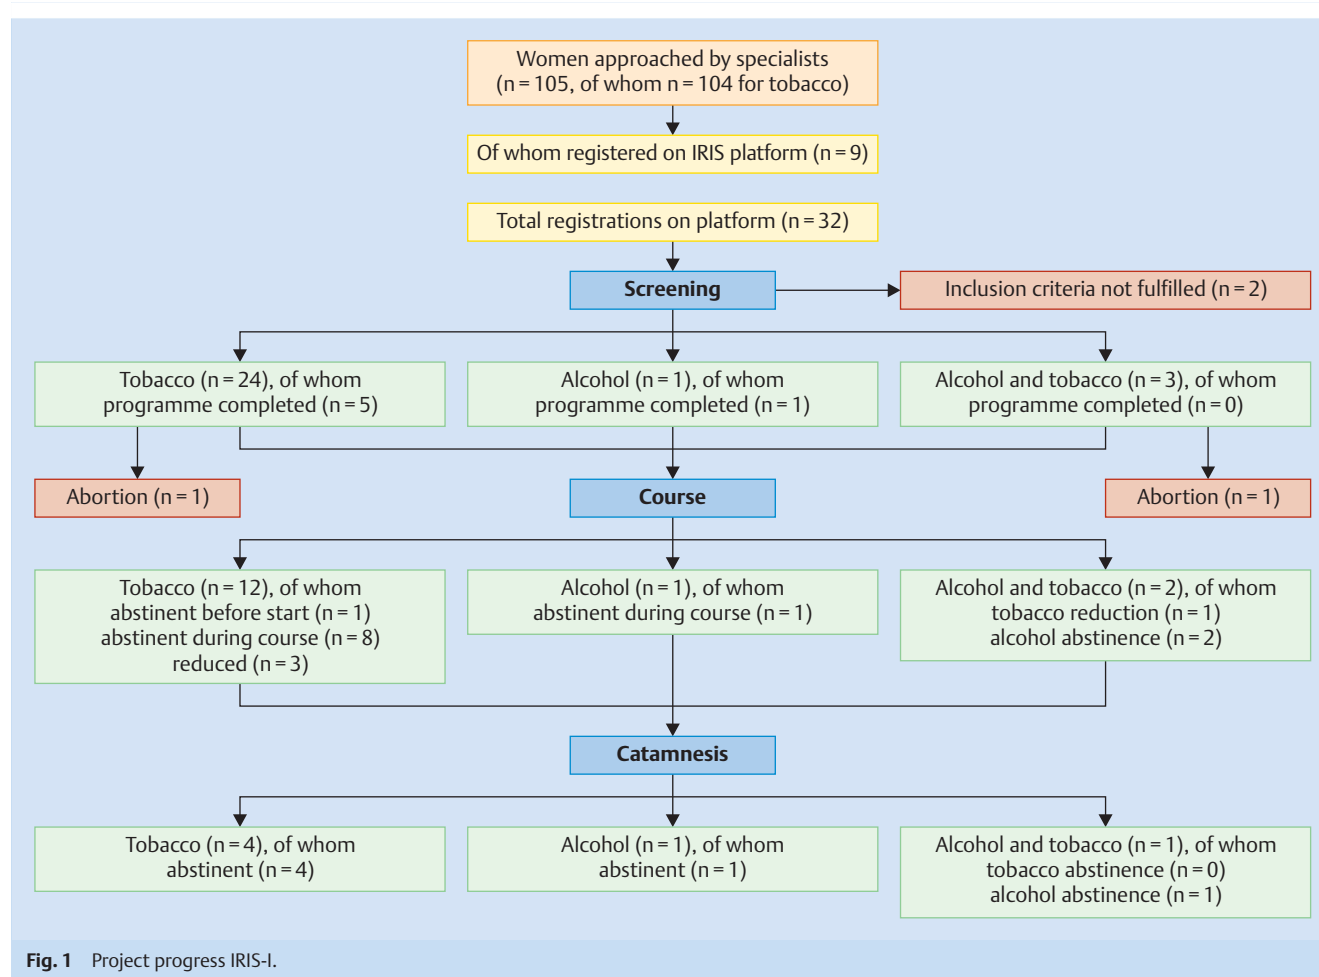 Women approached by specialists
(n = 105, of whom n = 104 for tobacco)
Of whom registered on IRIS platform (n = 9)
Total registrations on platform (n = 32)
Screening
Inclusion criteria not fulfilled (n = 2)
Tobacco (n = 24), of whom
programme completed (n = 5)
Alcohol (n = 1), of whom
programme completed (n = 1)
Alcohol and tobacco (n = 3), of whom
programme completed (n = 0)
Abortion (n = 1)
Course
Abortion (n = 1)
Tobacco (n = 12), of whom
abstinent before start (n = 1)
abstinent during course (n = 8)
reduced (n = 3)
Alcohol (n = 1), of whom
abstinent during course (n = 1)
Alcohol and tobacco (n = 2), of whom
tobacco reduction (n = 1)
alcohol abstinence (n = 2)
Catamnesis
Tobacco (n = 4), of whom
abstinent (n = 4)
Alcohol (n = 1), of whom
abstinent (n = 1)
Alcohol and tobacco (n = 1), of whom
tobacco abstinence (n = 0)
alcohol abstinence (n = 1)
Fig. 1 Project progress IRIS-I.